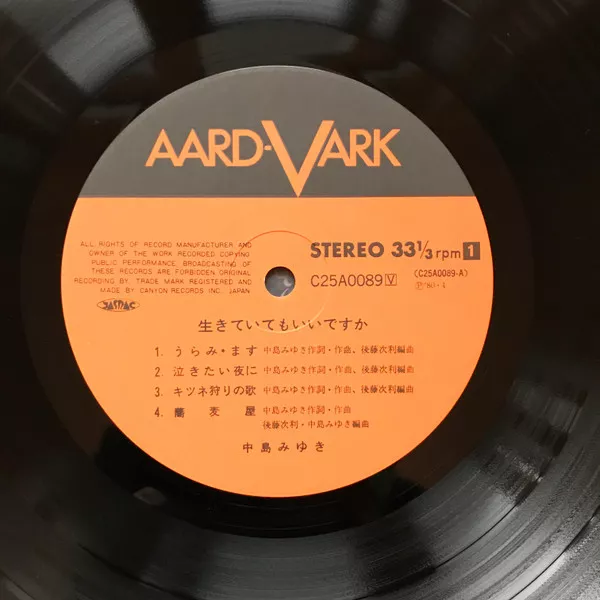 AARD-VARK
ALL RIGHTS OF RECORD MANUFACTURER AND
OWNER OF THE WORK RECORDED COPYING
PUBLIC PERFORMANCE, BROADCASTING OF
THESE RECORDS ARE FORBIDDEN ORIGINAL
RECORDING BY, TRADE MARK REGISTERED AND
MADE BY CANYON RECORDS INC. JAPAN
JASRAC
STEREO 33 1/3 rpm 1
C25A0089 V (C25A0089-A)
Ⓟ'80・4
生きていてもいいですか
1. うらみ・ます 中島みゆき作詞・作曲、後藤次利編曲
2. 泣きたい夜に 中島みゆき作詞・作曲、後藤次利編曲
3. キツネ狩りの歌 中島みゆき作詞・作曲、後藤次利編曲
4. 蕎麦屋 中島みゆき作詞・作曲
後藤次利・中島みゆき編曲
中島みゆき